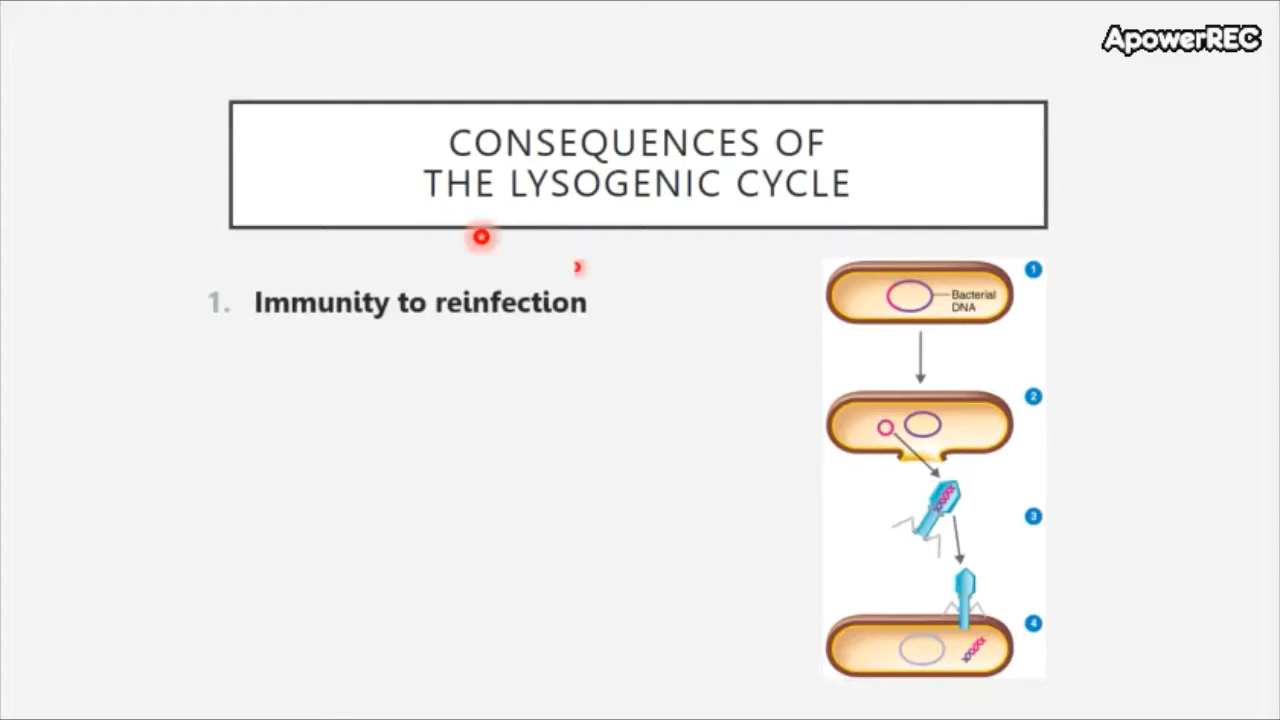 ApowerREC
CONSEQUENCES OF
THE LYSOGENIC CYCLE
1. Immunity to reinfection
1
Bacterial
DNA
2
3
4